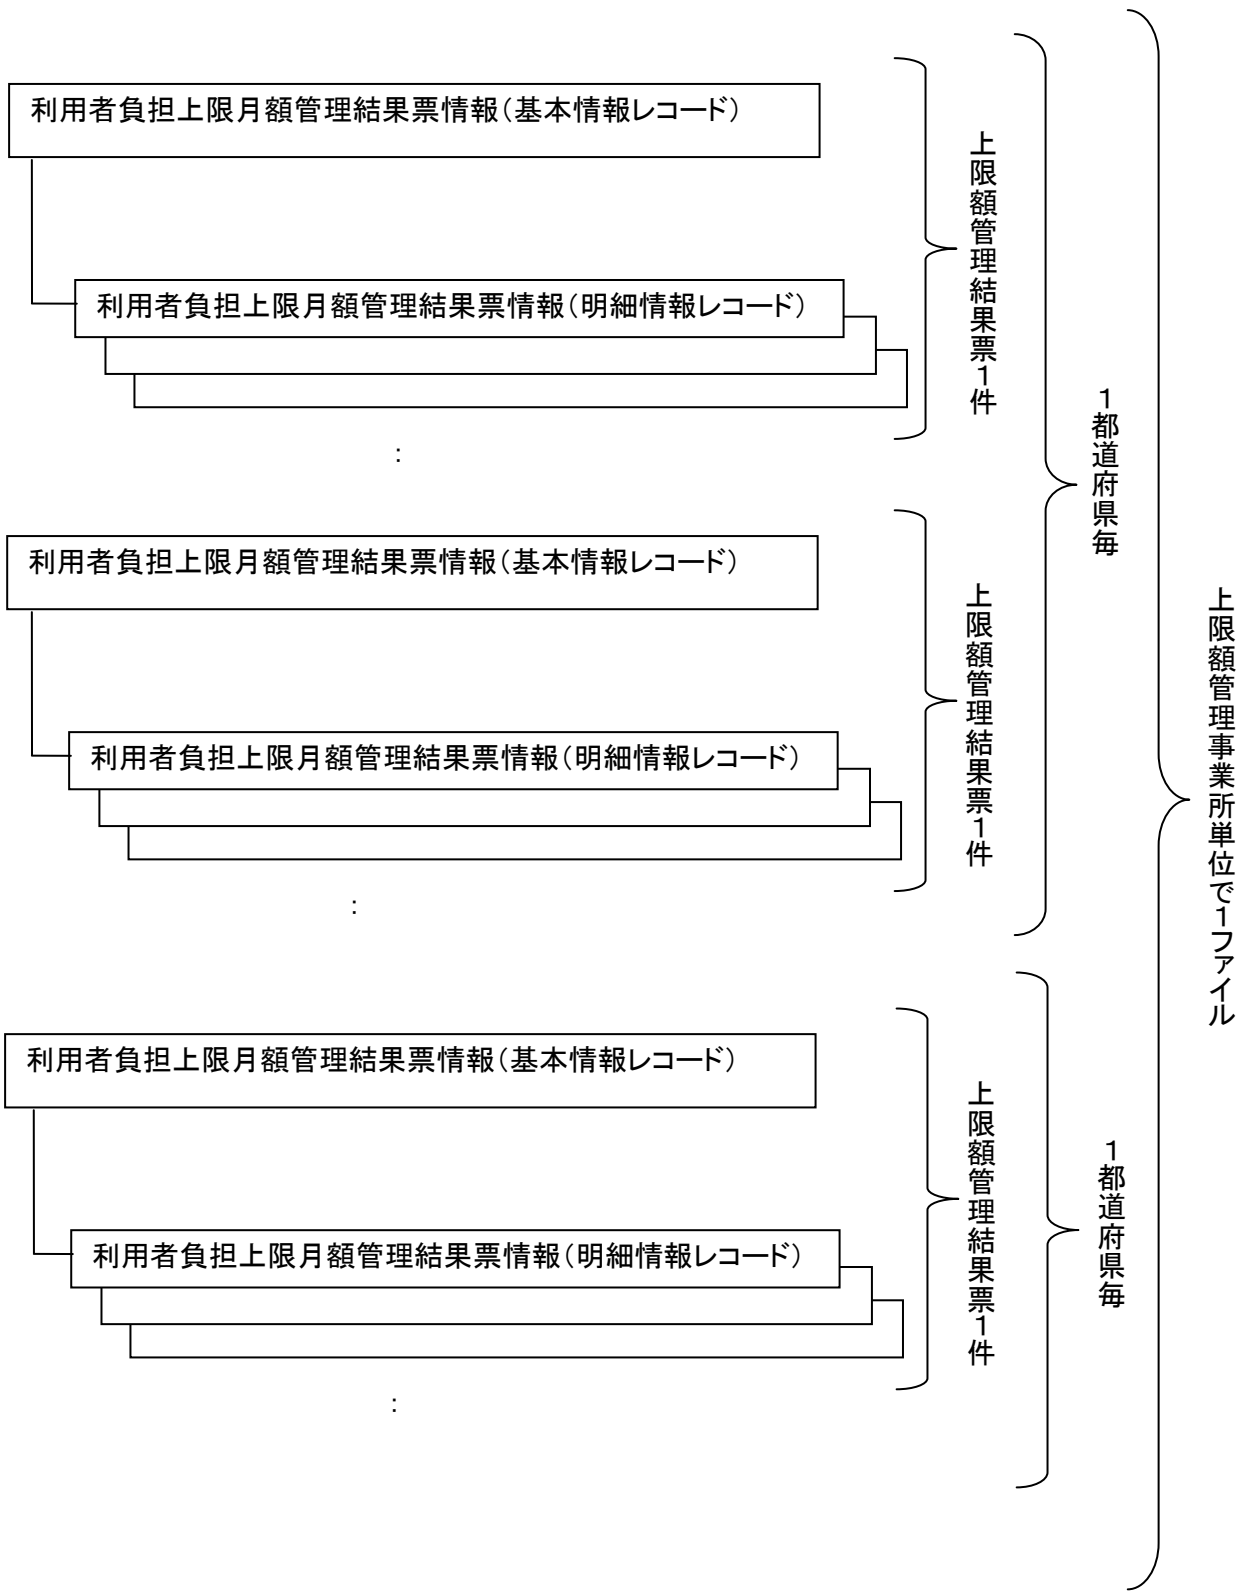 利用者負担上限月額管理結果票情報（基本情報レコード）
利用者負担上限月額管理結果票情報（明細情報レコード）
：
上限額管理結果票１件
利用者負担上限月額管理結果票情報（基本情報レコード）
利用者負担上限月額管理結果票情報（明細情報レコード）
：
上限額管理結果票１件
１都道府県毎
利用者負担上限月額管理結果票情報（基本情報レコード）
利用者負担上限月額管理結果票情報（明細情報レコード）
：
上限額管理結果票１件
１都道府県毎
上限額管理事業所単位で１ファイル